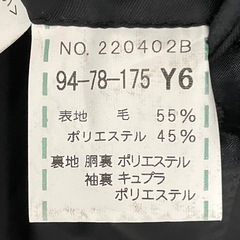 NO. 220402B
94-78-175 Y6
表地 毛 55%
ポリエステル 45%
裏地 胴裏 ポリエステル
袖裏 キュプラ
ポリエステル